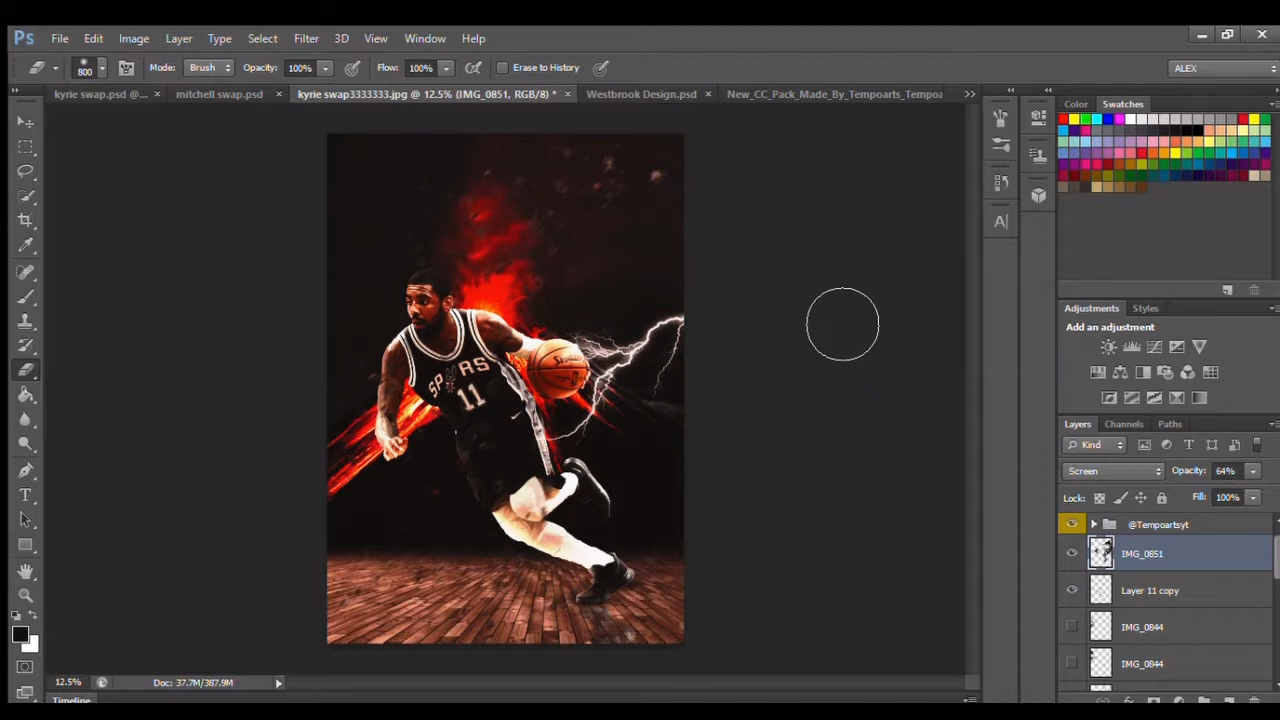 Ps File Edit Image Layer Type Select Filter 3D View Window Help
800 Mode: Brush Opacity: 100% Flow: 100% Erase to History ALEX
kyrie swap.psd @... × mitchell swap.psd × kyrie swap3333333.jpg @ 12.5% (IMG_0851, RGB/8) * × Westbrook Design.psd × New_CC_Pack_Made_By_Tempoarts_Tempoa
Color Swatches
Adjustments Styles
Add an adjustment
SPURS
11
Layers Channels Paths
Kind
Screen Opacity: 64%
Lock: Fill: 100%
@Tempoartsyt
IMG_0851
Layer 11 copy
IMG_0844
IMG_0844
12.5% Doc: 37.7M/387.9M
Timeline